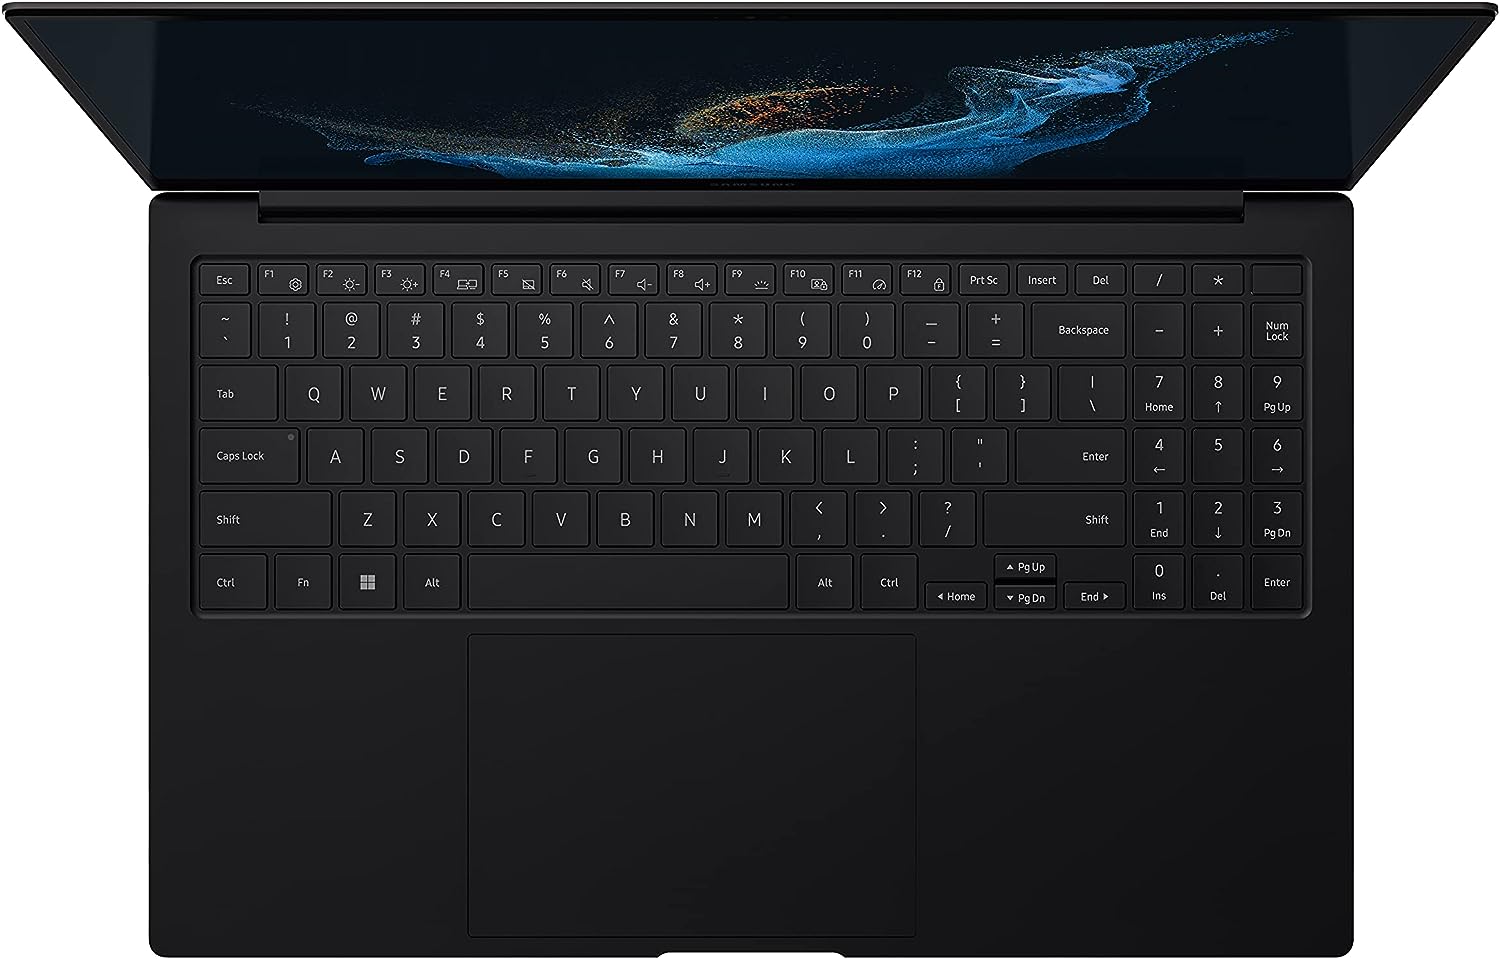 SAMSUNG
Esc F1 F2 F3 F4 F5 F6 F7 F8 F9 F10 F11 F12 Prt Sc Insert Del / *
~ ! @ # $ % ^ & * ( ) _ + Backspace - + Num
` 1 2 3 4 5 6 7 8 9 0 - = Lock
Tab Q W E R T Y U I O P { } | 7 8 9
[ ] \ Home ↑ Pg Up
Caps Lock A S D F G H J K L : " Enter 4 5 6
; ' ← →
Shift Z X C V B N M < > ? Shift 1 2 3
, . / End ↓ Pg Dn
Ctrl Fn Alt Alt Ctrl ▲ Pg Up 0 . Enter
◀ Home ▼ Pg Dn End ▶ Ins Del